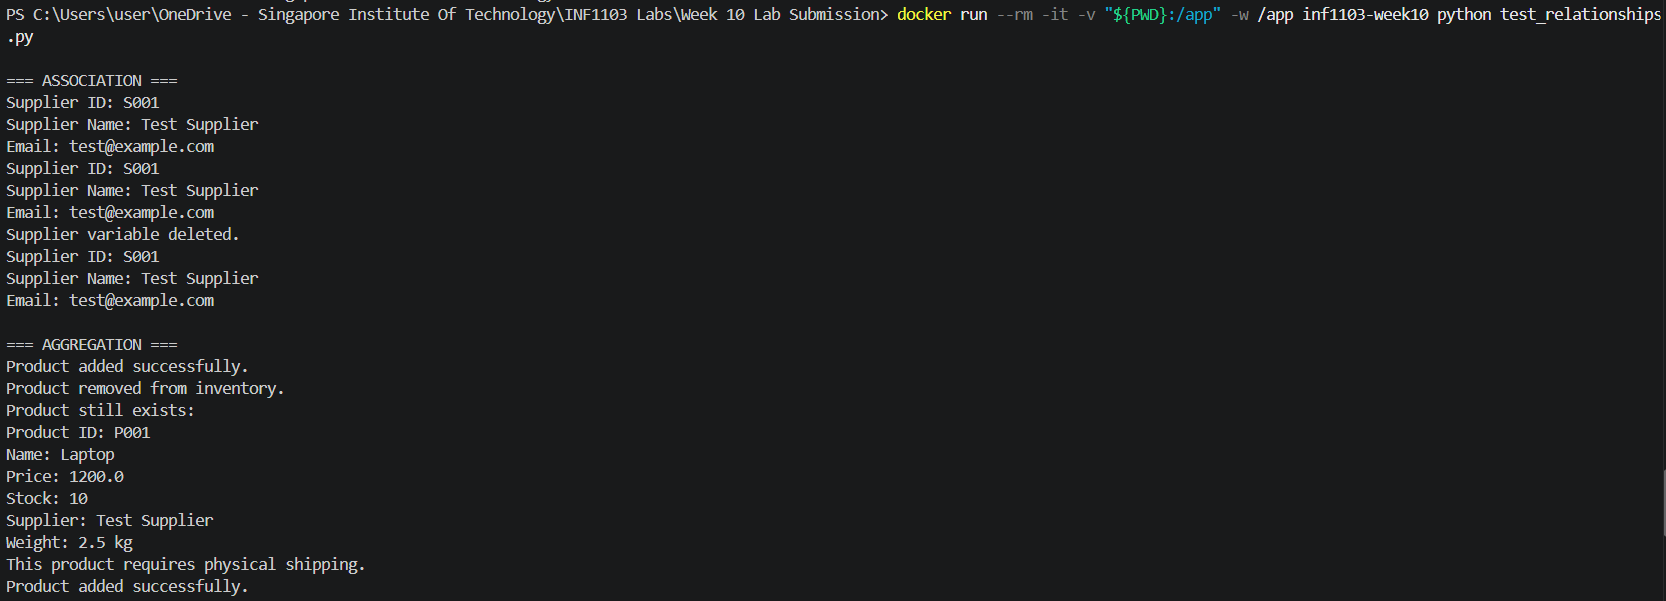 PS C:\Users\user\OneDrive - Singapore Institute Of Technology\INF1103 Labs\Week 10 Lab Submission> docker run --rm -it -v "${PWD}:/app" -w /app inf1103-week10 python test_relationships
.py

=== ASSOCIATION ===
Supplier ID: S001
Supplier Name: Test Supplier
Email: test@example.com
Supplier ID: S001
Supplier Name: Test Supplier
Email: test@example.com
Supplier variable deleted.
Supplier ID: S001
Supplier Name: Test Supplier
Email: test@example.com

=== AGGREGATION ===
Product added successfully.
Product removed from inventory.
Product still exists:
Product ID: P001
Name: Laptop
Price: 1200.0
Stock: 10
Supplier: Test Supplier
Weight: 2.5 kg
This product requires physical shipping.
Product added successfully.